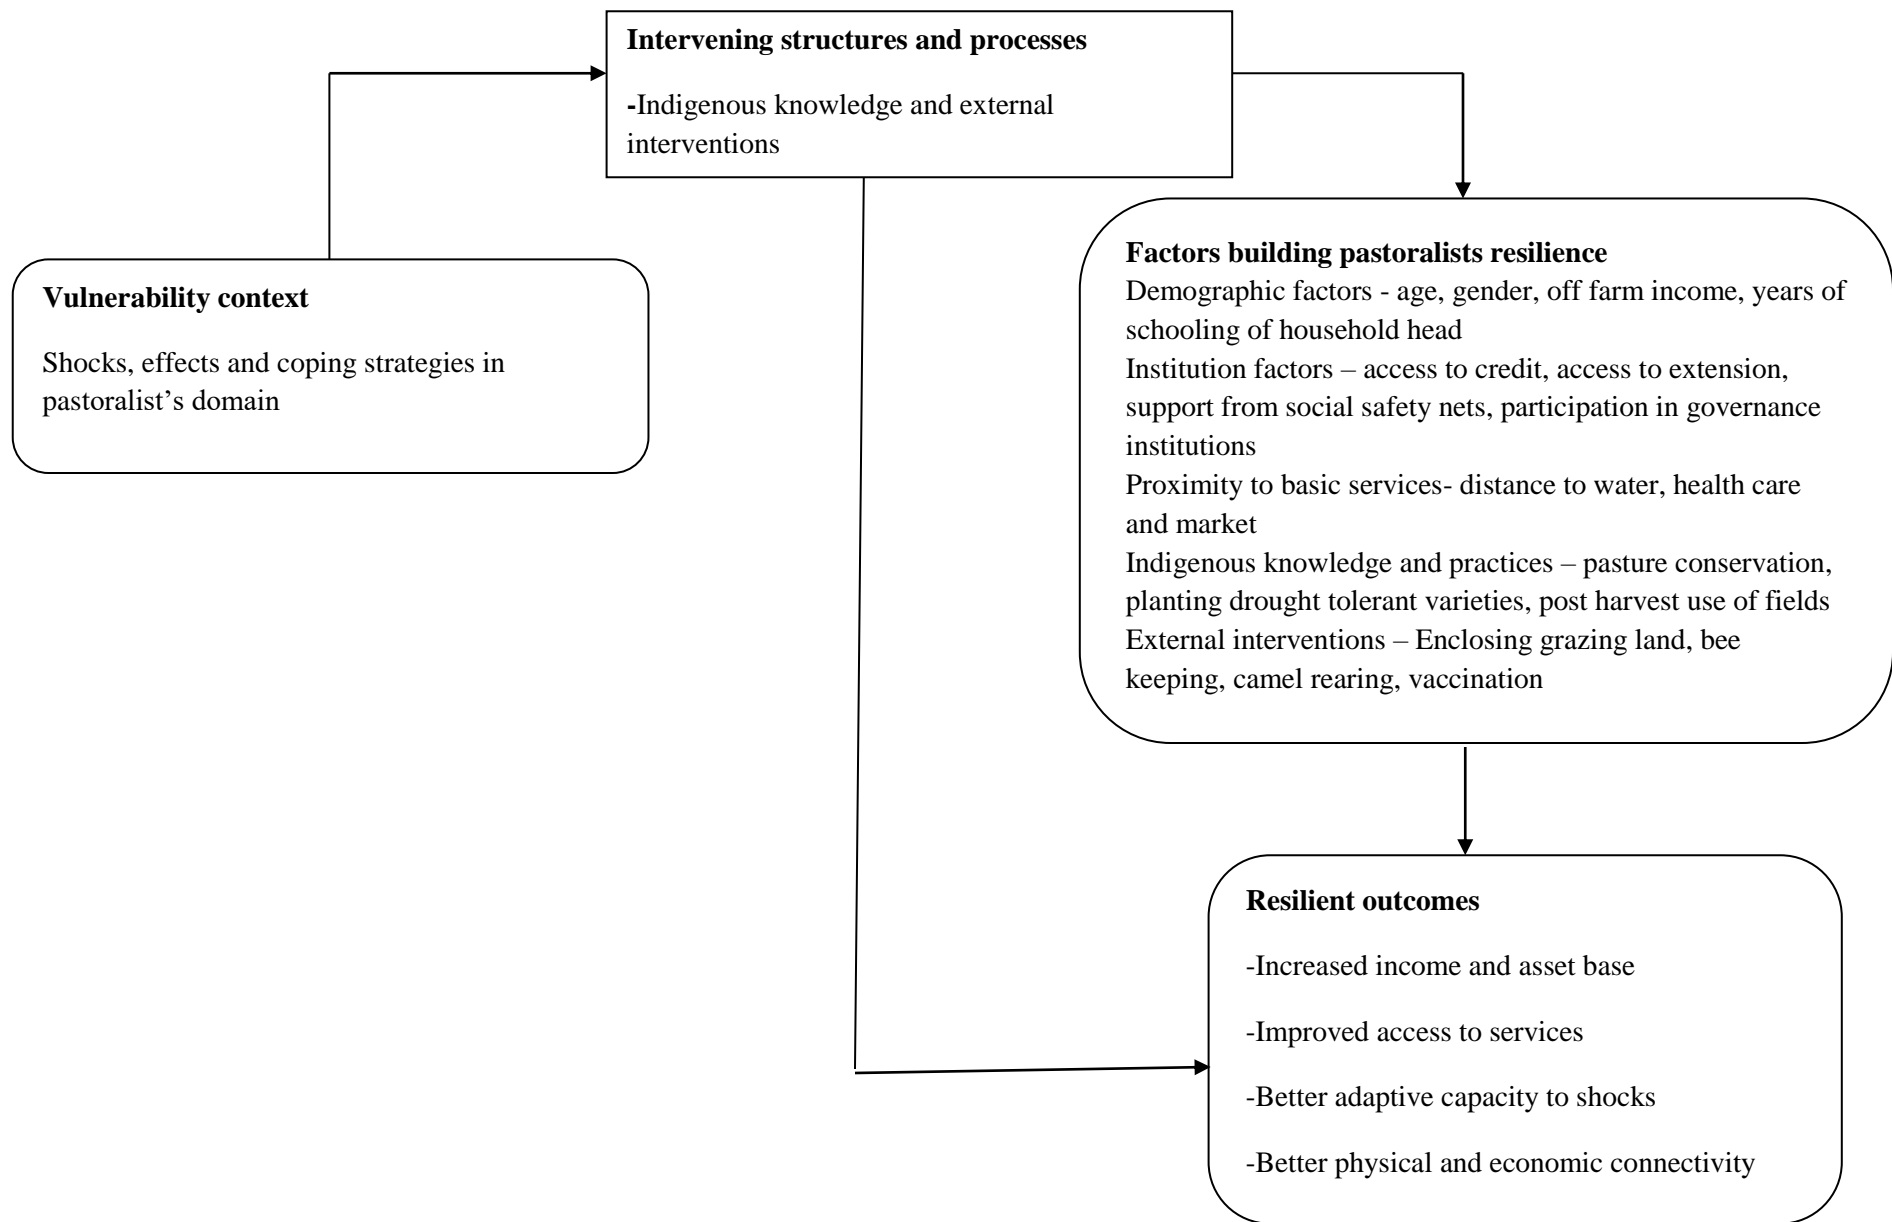 Intervening structures and processes
-Indigenous knowledge and external
interventions
Vulnerability context
Shocks, effects and coping strategies in
pastoralist’s domain
Factors building pastoralists resilience
Demographic factors - age, gender, off farm income, years of
schooling of household head
Institution factors – access to credit, access to extension,
support from social safety nets, participation in governance
institutions
Proximity to basic services- distance to water, health care
and market
Indigenous knowledge and practices – pasture conservation,
planting drought tolerant varieties, post harvest use of fields
External interventions – Enclosing grazing land, bee
keeping, camel rearing, vaccination
Resilient outcomes
-Increased income and asset base
-Improved access to services
-Better adaptive capacity to shocks
-Better physical and economic connectivity